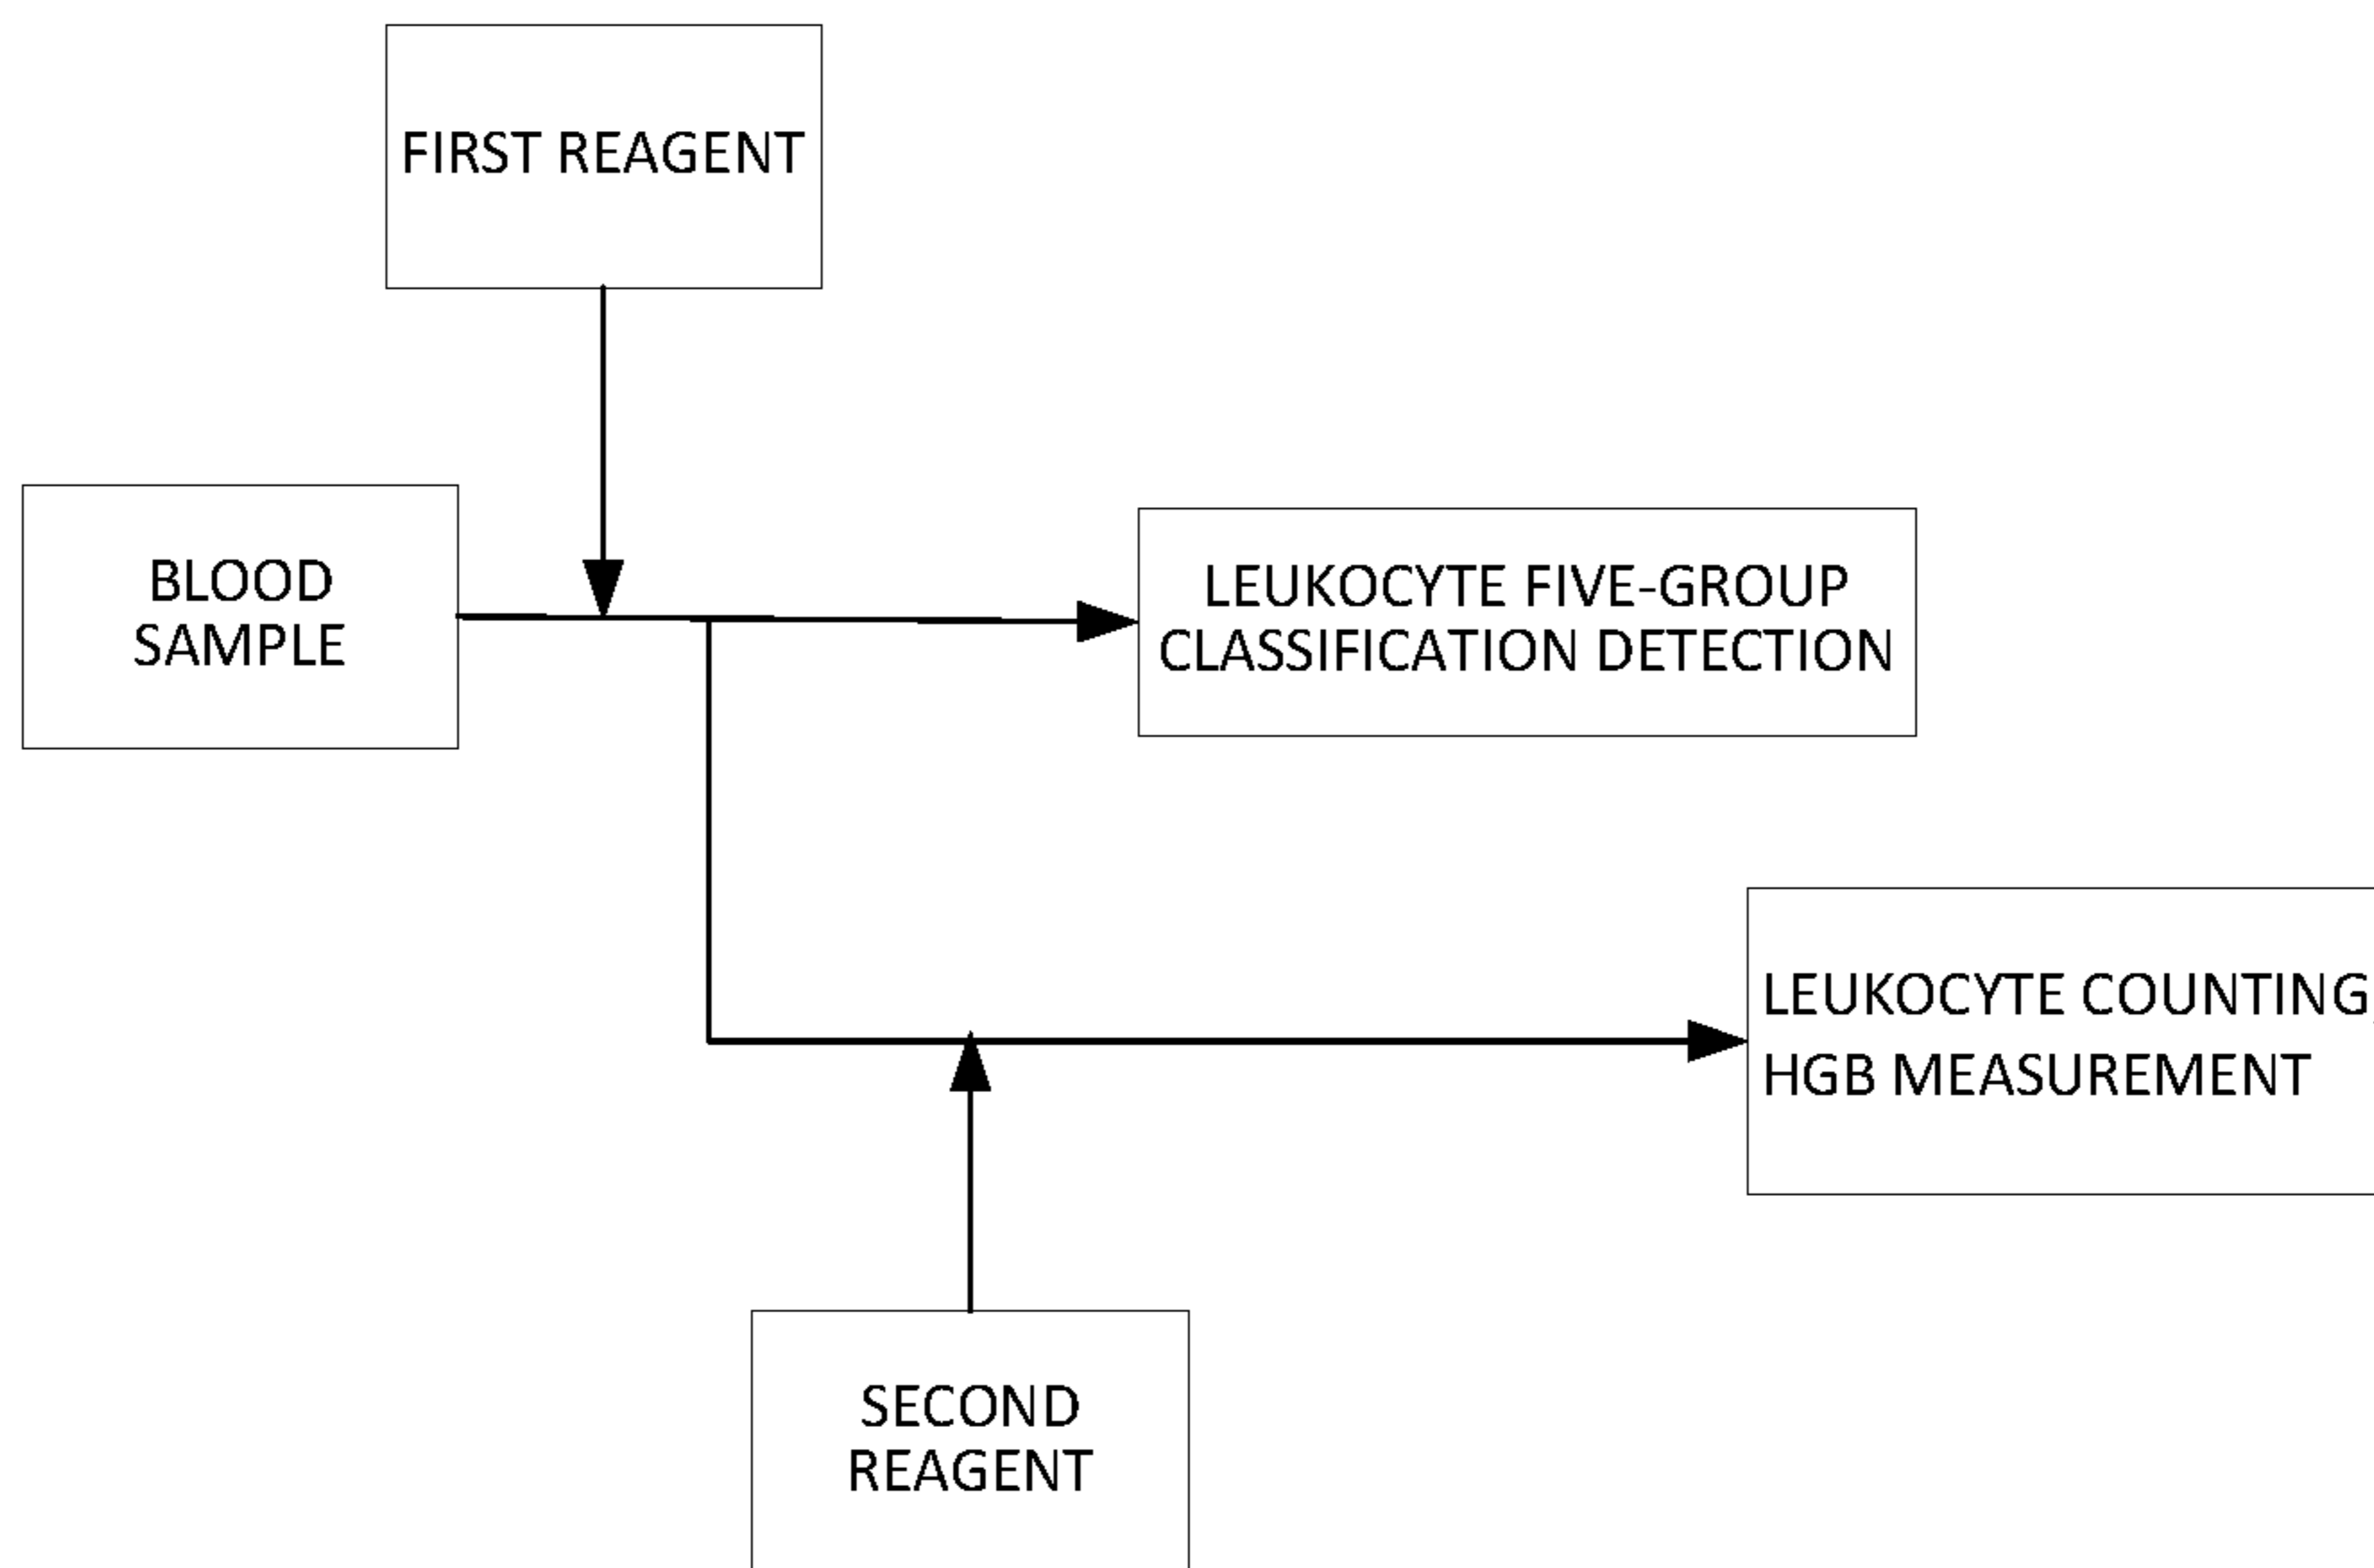 FIRST REAGENT
BLOOD
SAMPLE
LEUKOCYTE FIVE-GROUP
CLASSIFICATION DETECTION
LEUKOCYTE COUNTING,
HGB MEASUREMENT
SECOND
REAGENT